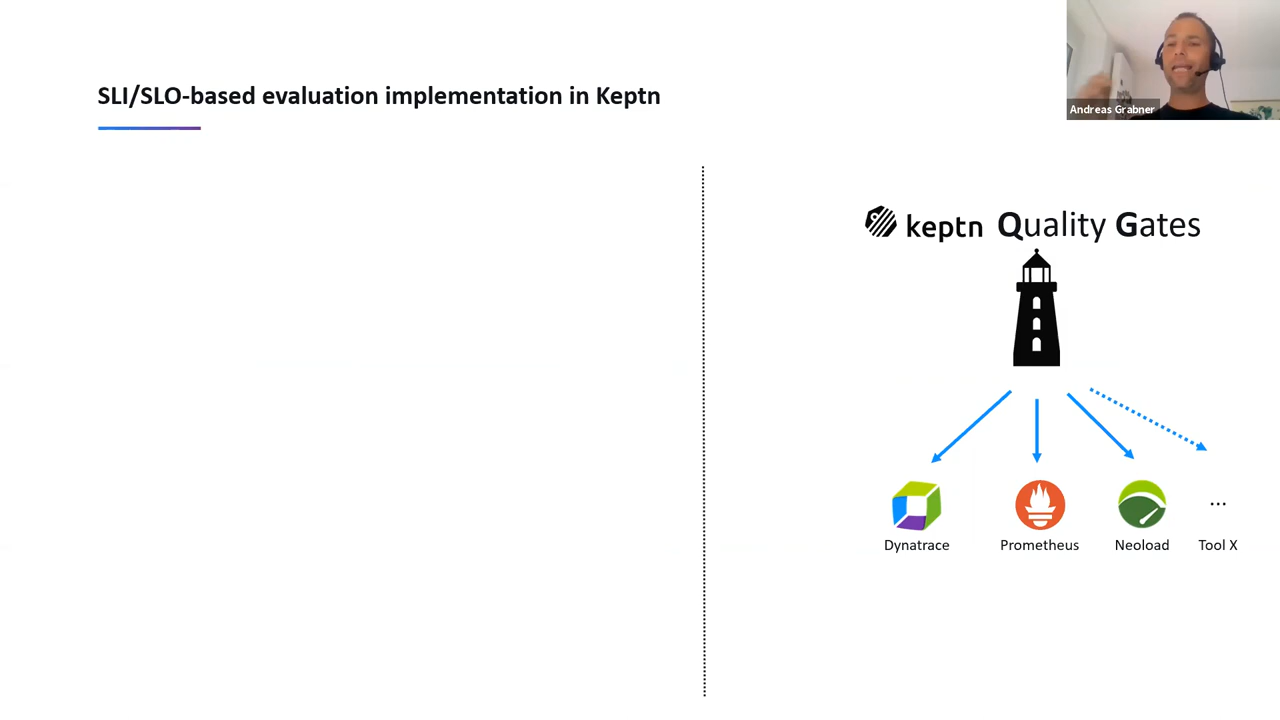 SLI/SLO-based evaluation implementation in Keptn
Andreas Grabner
keptn Quality Gates
Dynatrace
Prometheus
Neoload
...
Tool X